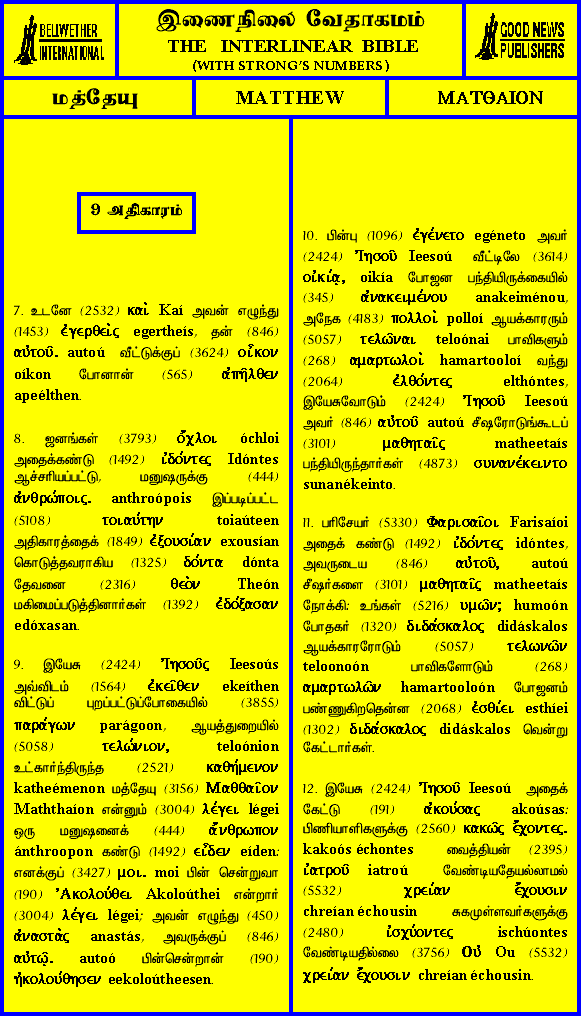 BELLWETHER
INTERNATIONAL
இணைநிலை வேதாகமம்
THE INTERLINEAR BIBLE
(WITH STRONG'S NUMBERS)
GOOD NEWS
PUBLISHERS
மத்தேயு
MATTHEW
ΜΑΤΘΑΙΟΝ
9 அதிகாரம்
7. உடனே (2532) καὶ Kaí அவன் எழுந்து
(1453) ἐγερθεὶς egertheís, தன் (846)
αὐτοῦ. autoú வீட்டுக்குப் (3624) οἶκον
oíkon போனான் (565) ἀπῆλθεν
apeélthen.
8. ஜனங்கள் (3793) ὄχλοι óchloi
அதைக்கண்டு (1492) ἰδόντες Idóntes
ஆச்சரியப்பட்டு, மனுஷருக்கு (444)
ἀνθρώποις. anthroópois இப்படிப்பட்ட
(5108) τοιαύτην toiaúteen
அதிகாரத்தைக் (1849) ἐξουσίαν exousían
கொடுத்தவராகிய (1325) δόντα dónta
தேவனை (2316) θεὸν Theón
மகிமைப்படுத்தினார்கள் (1392) ἐδόξασαν
edóxasan.
9. இயேசு (2424) Ἰησοῦς Ieesoús
அவ்விடம் (1564) ἐκεῖθεν ekeíthen
விட்டுப் புறப்பட்டுப்போகையில் (3855)
παράγων parágoon, ஆயத்துறையில்
(5058) τελώνιον, teloónion
உட்கார்ந்திருந்த (2521) καθήμενον
katheémenon மத்தேயு (3156) Μαθθαῖον
Maththaíon என்னும் (3004) λέγει légei
ஒரு மனுஷனைக் (444) ἄνθρωπον
ánthroopon கண்டு (1492) εἶδεν eíden;
எனக்குப் (3427) μοι. moi பின் சென்றுவா
(190) Ἀκολούθει Akoloúthei என்றார்
(3004) λέγει légei; அவன் எழுந்து (450)
ἀναστὰς anastás, அவருக்குப் (846)
αὐτῷ. autoó பின்சென்றான் (190)
ἠκολούθησεν eekoloútheesen.
10. பின்பு (1096) ἐγένετο egéneto அவர்
(2424) Ἰησοῦ Ieesoú வீட்டிலே (3614)
οἰκίᾳ, oikía போஜன பந்தியிருக்கையில்
(345) ἀνακειμένου anakeiménou,
அநேக (4183) πολλοὶ polloí ஆயக்காரரும்
(5057) τελῶναι teloónai பாவிகளும்
(268) αμαρτωλοὶ hamartooloí வந்து
(2064) ἐλθόντες elthóntes,
இயேசுவோடும் (2424) Ἰησοῦ Ieesoú
அவர் (846) αὐτοῦ autoú சீஷரோடுங்கூடப்
(3101) μαθηταῖς matheetaís
பந்தியிருந்தார்கள் (4873) συνανέκειντο
sunanékeinto.
11. பரிசேயர் (5330) Φαρισαῖοι Farisaíoi
அதைக் கண்டு (1492) ἰδόντες idóntes,
அவருடைய (846) αὐτοῦ, autoú
சீஷர்களை (3101) μαθηταῖς matheetaís
நோக்கி: உங்கள் (5216) υμῶν; humoón
போதகர் (1320) διδάσκαλος didáskalos
ஆயக்காரரோடும் (5057) τελωνῶν
teloonoón பாவிகளோடும் (268)
αμαρτωλῶν hamartooloón போஜனம்
பண்ணுகிறதென்ன (2068) ἐσθίει esthíei
(1302) διδάσκαλος didáskalos வென்று
கேட்டார்கள்.
12. இயேசு (2424) Ἰησοῦ Ieesoú அதைக்
கேட்டு (191) ἀκούσας akoúsas:
பிணியாளிகளுக்கு (2560) κακῶς ἔχοντες.
kakoós échontes வைத்தியன் (2395)
ἰατροῦ iatroú வேண்டியதேயல்லாமல்
(5532) χρείαν ἔχουσιν
chreían échousin சுகமுள்ளவர்களுக்கு
(2480) ἰσχύοντες ischúontes
வேண்டியதில்லை (3756) Οὐ Ou (5532)
χρείαν ἔχουσιν chreían échousin.